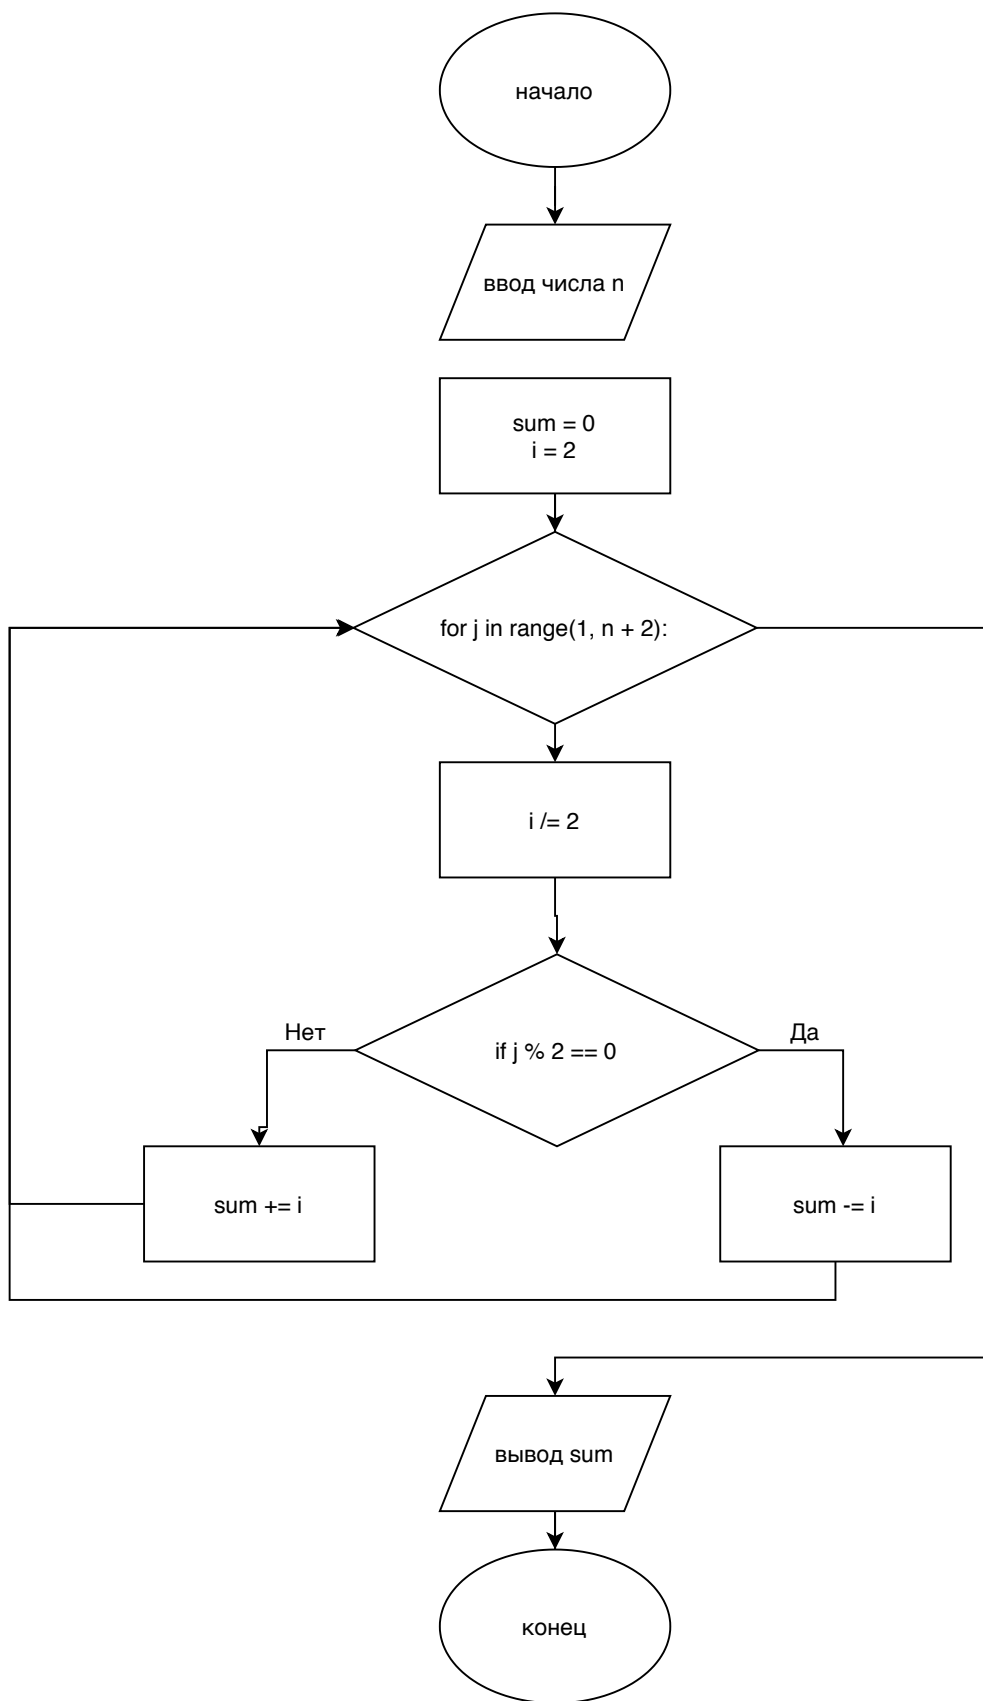 начало
ввод числа n
sum = 0
i = 2
for j in range(1, n + 2):
i /= 2
Нет
Да
if j % 2 == 0
sum += i
sum -= i
вывод sum
конец